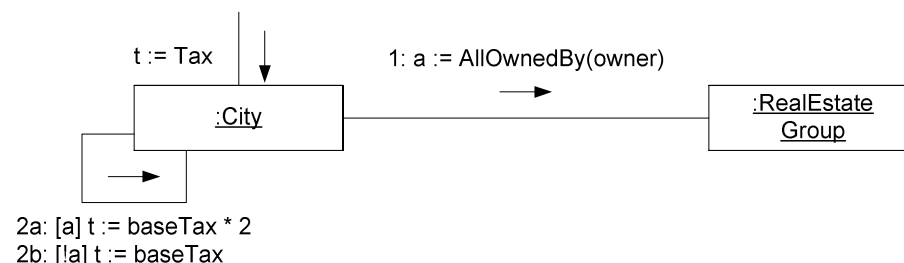 t := Tax
1: a := AllOwnedBy(owner)
:City
:RealEstate
Group
2a: [a] t := baseTax * 2
2b: [!a] t := baseTax